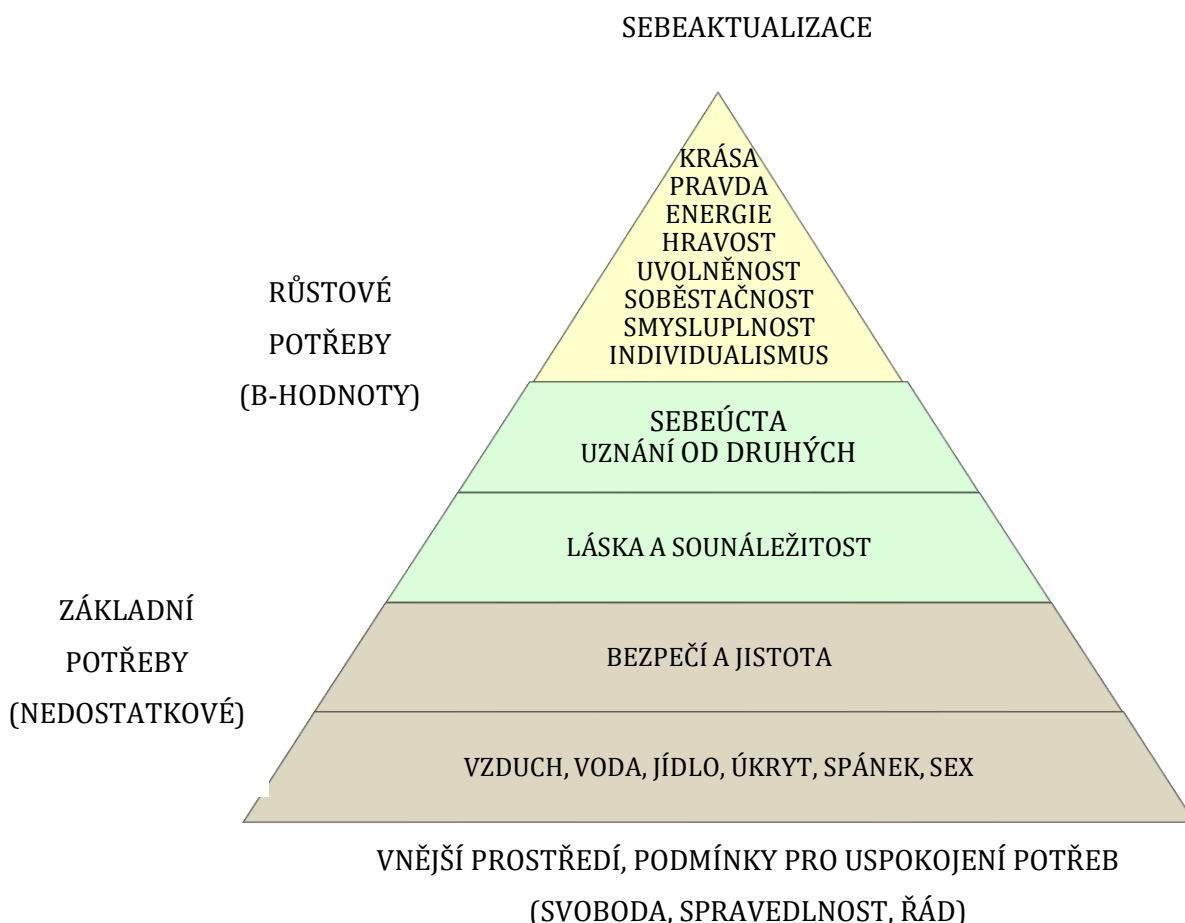 SEBEAKTUALIZACE
KRÁSA
PRAVDA
ENERGIE
HRAVOST
UVOLNĚNOST
SOBĚSTAČNOST
SMYSLUPLNOST
INDIVIDUALISMUS
RŮSTOVÉ
POTŘEBY
(B-HODNOTY)
SEBEÚCTA
UZNÁNÍ OD DRUHÝCH
LÁSKA A SOUNÁLEŽITOST
ZÁKLADNÍ
POTŘEBY
(NEDOSTATKOVÉ)
BEZPEČÍ A JISTOTA
VZDUCH, VODA, JÍDLO, ÚKRYT, SPÁNEK, SEX
VNĚJŠÍ PROSTŘEDÍ, PODMÍNKY PRO USPOKOJENÍ POTŘEB
(SVOBODA, SPRAVEDLNOST, ŘÁD)